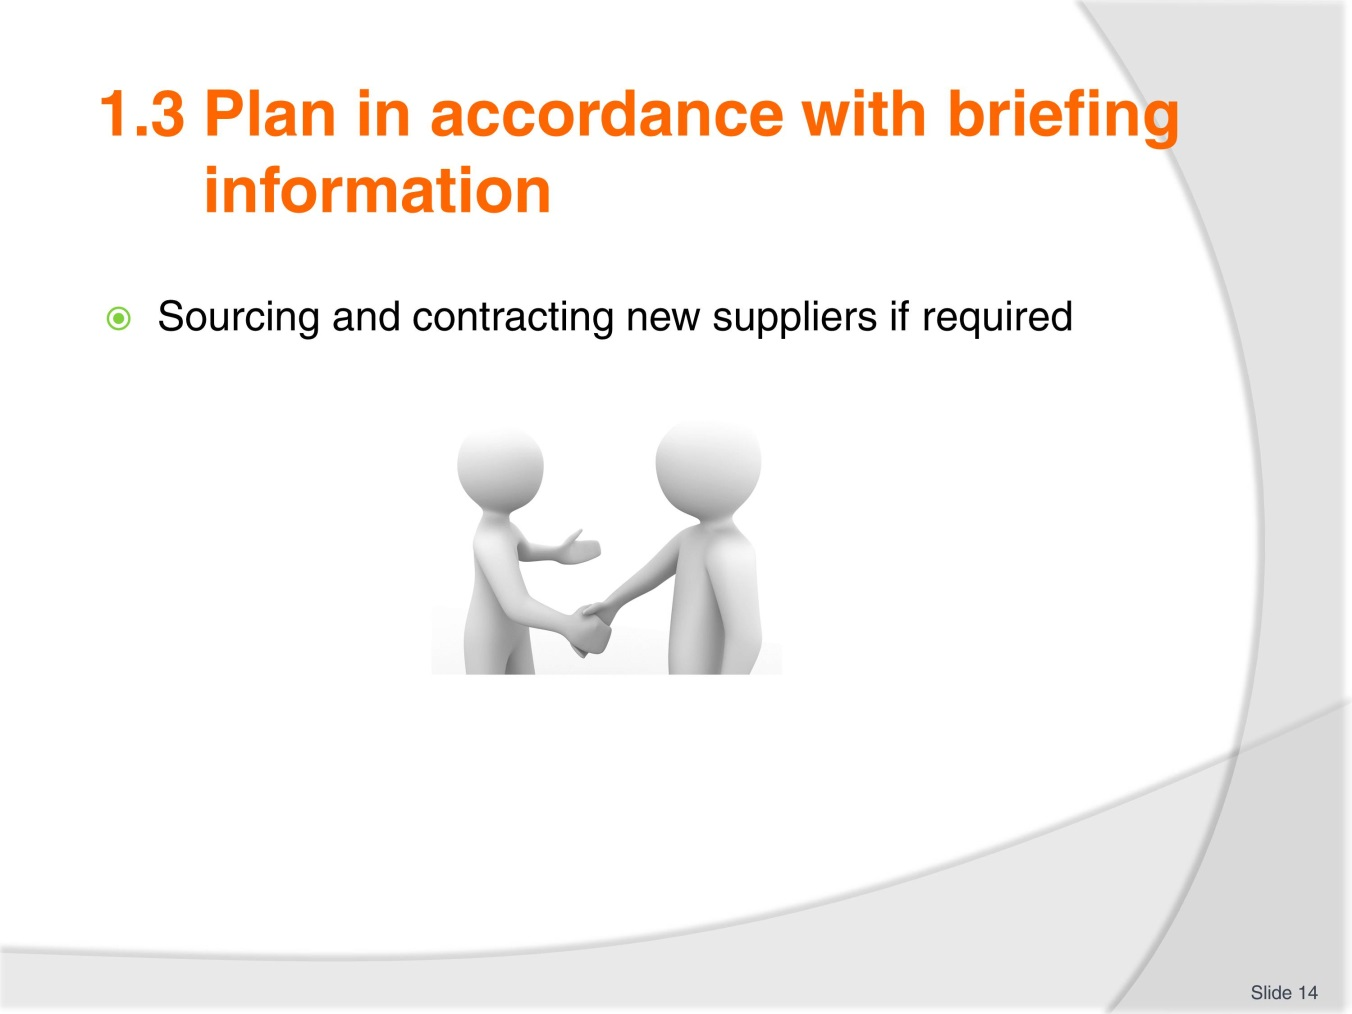 1.3 Plan in accordance with briefing
information
Sourcing and contracting new suppliers if required
Slide 14